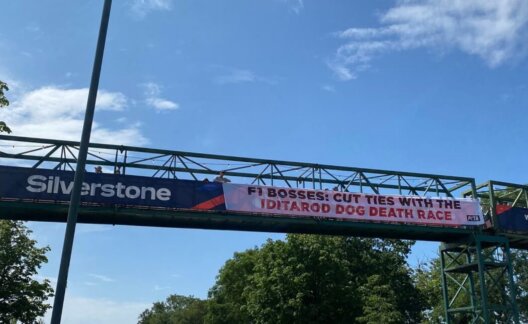 Silverstone
F1 BOSSES: CUT TIES WITH THE
IDITAROD DOG DEATH RACE
PETA